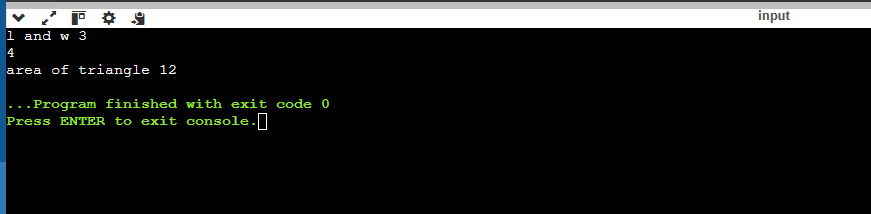 input
l and w 3
4
area of triangle 12
...Program finished with exit code 0
Press ENTER to exit console.